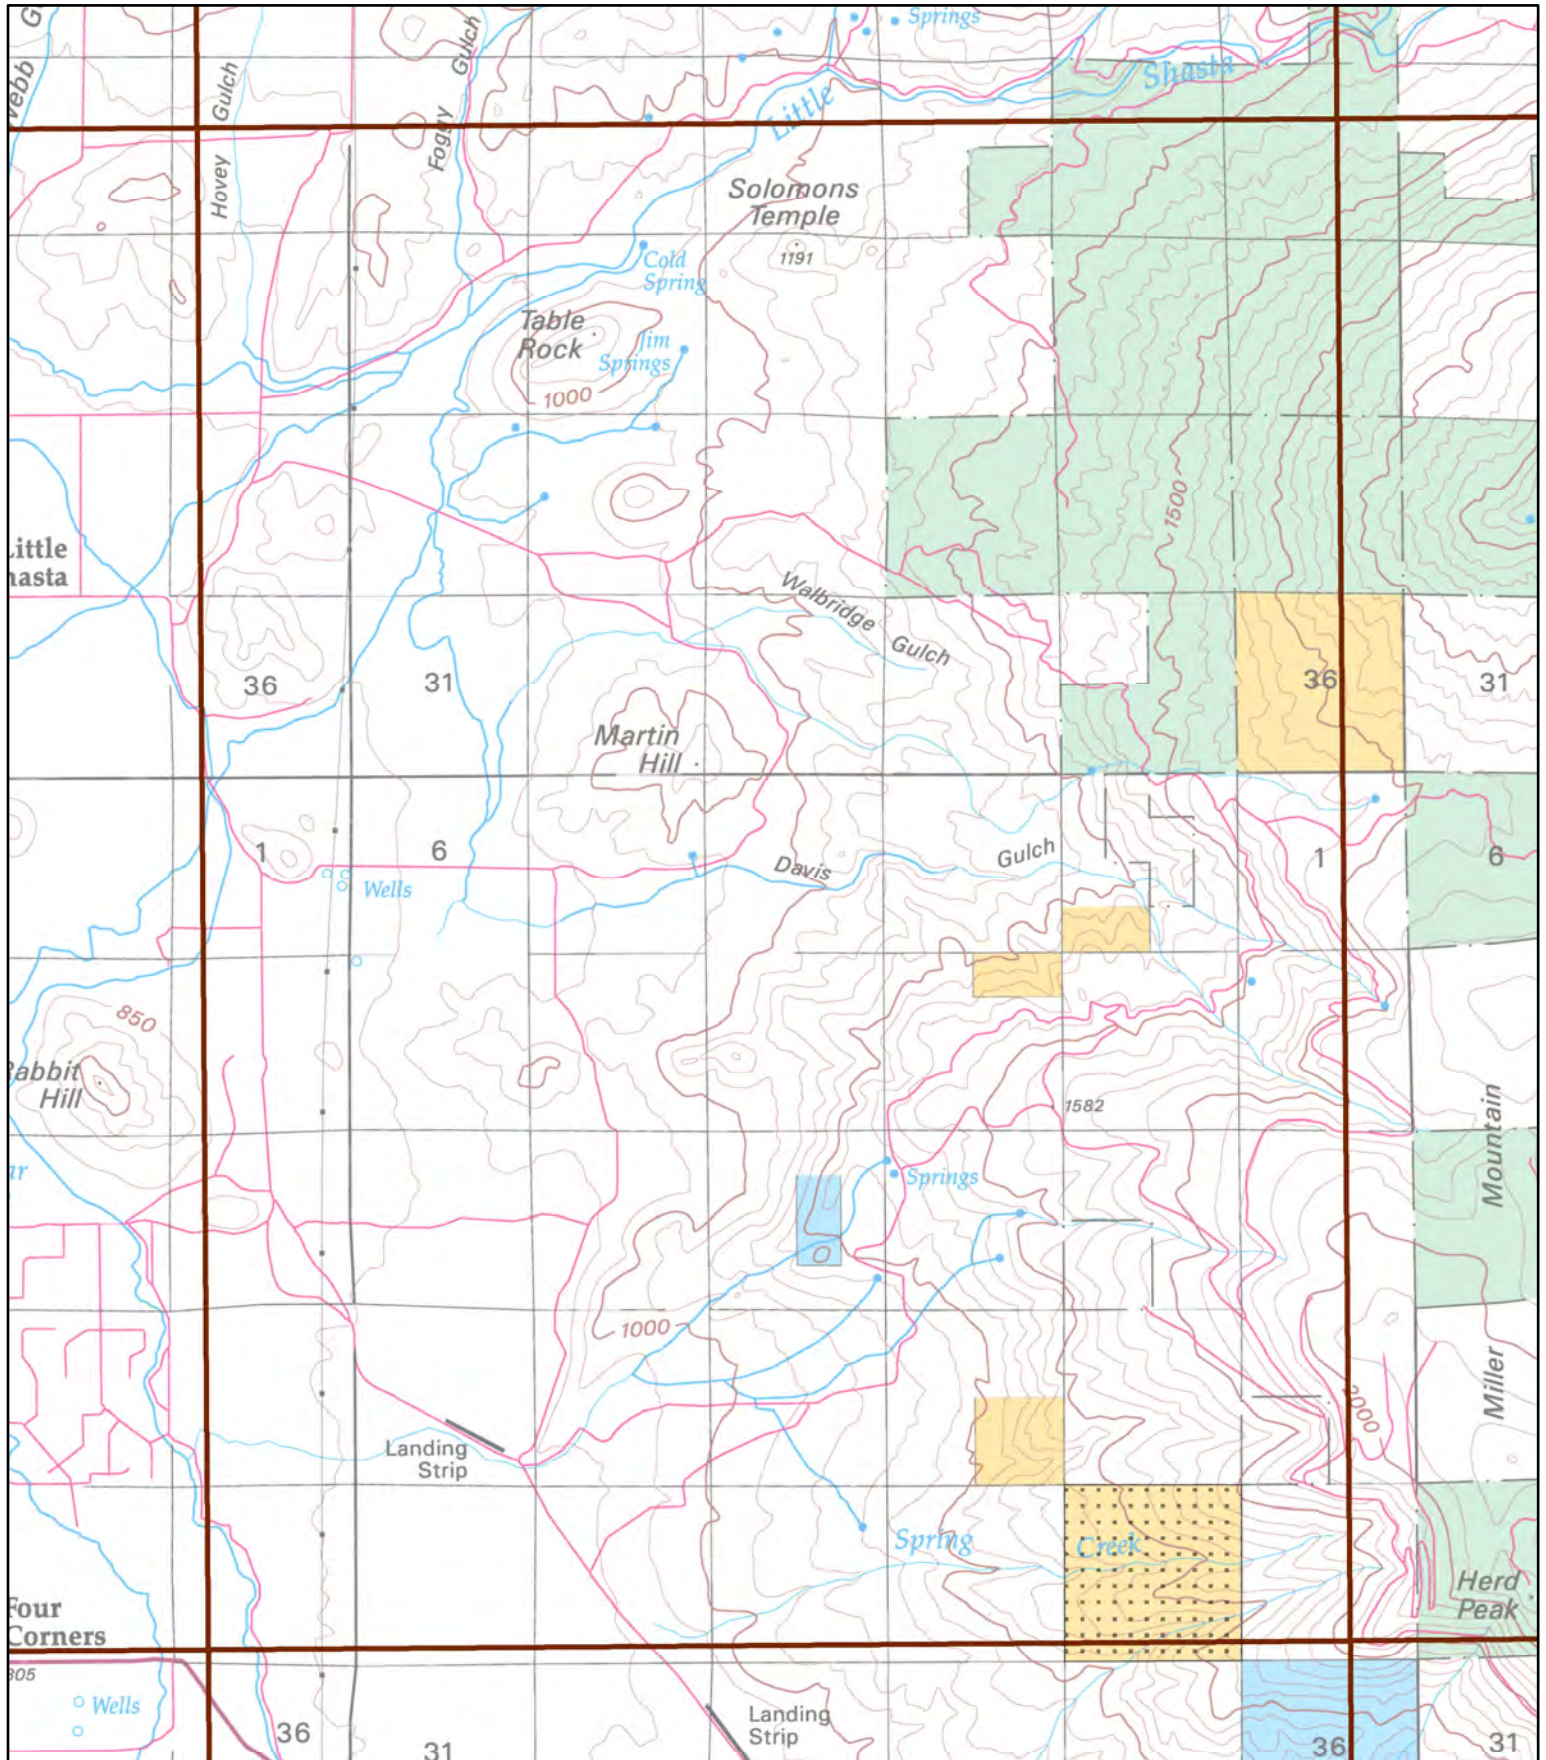 Springs
Shasta
Little
Gulch
Hovey
Gulch
Foggy
Gulch
Solomons
Temple
1191
Cold
Spring
Table
Rock
Jim
Springs
1000
1500
Little
Walbridge
Gulch
36
31
36
31
Martin
Hill
1
6
Davis
Gulch
1
6
Wells
850
Rabbit
Hill
1582
Mountain
Springs
Miller
1000
2000
Landing
Strip
Spring
Creek
Herd
Peak
Four
Corners
805
Wells
36
31
Landing
Strip
36
31